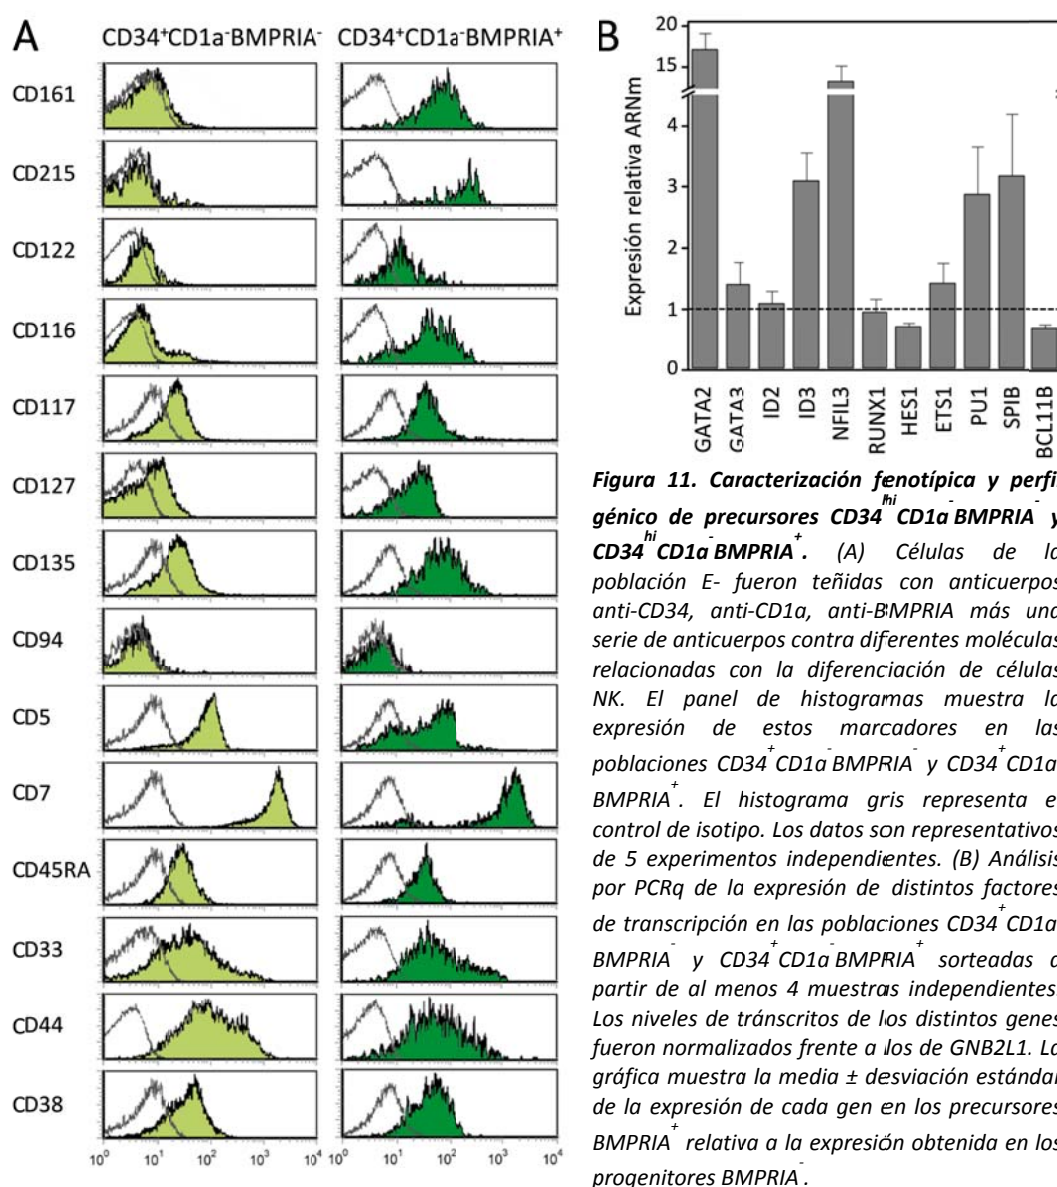 A
CD34⁺CD1a⁻BMPRIA⁻ CD34⁺CD1a⁻BMPRIA⁺
CD161
CD215
CD122
CD116
CD117
CD127
CD135
CD94
CD5
CD7
CD45RA
CD33
CD44
CD38
10⁰ 10¹ 10² 10³ 10⁴ 10⁰ 10¹ 10² 10³ 10⁴
B
Expresión relativa ARNm
20
15
4
3
2
1
0
GATA2 GATA3 ID2 ID3 NFIL3 RUNX1 HES1 ETS1 PU1 SPIB BCL11B
Figura 11. Caracterización fenotípica y perfi
génico de precursores CD34ʰⁱCD1a⁻BMPRIA⁻ y
CD34ʰⁱCD1a⁻BMPRIA⁺. (A) Células de la
población E- fueron teñidas con anticuerpos
anti-CD34, anti-CD1a, anti-BMPRIA más una
serie de anticuerpos contra diferentes moléculas
relacionadas con la diferenciación de células
NK. El panel de histogramas muestra la
expresión de estos marcadores en las
poblaciones CD34⁺CD1a⁻BMPRIA⁻ y CD34⁺CD1a⁻
BMPRIA⁺. El histograma gris representa e
control de isotipo. Los datos son representativos
de 5 experimentos independientes. (B) Análisis
por PCRq de la expresión de distintos factores
de transcripción en las poblaciones CD34⁺CD1a
BMPRIA⁻ y CD34⁺CD1a⁻BMPRIA⁺ sorteadas a
partir de al menos 4 muestras independientes.
Los niveles de tránscritos de los distintos genes
fueron normalizados frente a los de GNB2L1. La
gráfica muestra la media ± desviación estándar
de la expresión de cada gen en los precursores
BMPRIA⁺ relativa a la expresión obtenida en los
progenitores BMPRIA⁻.